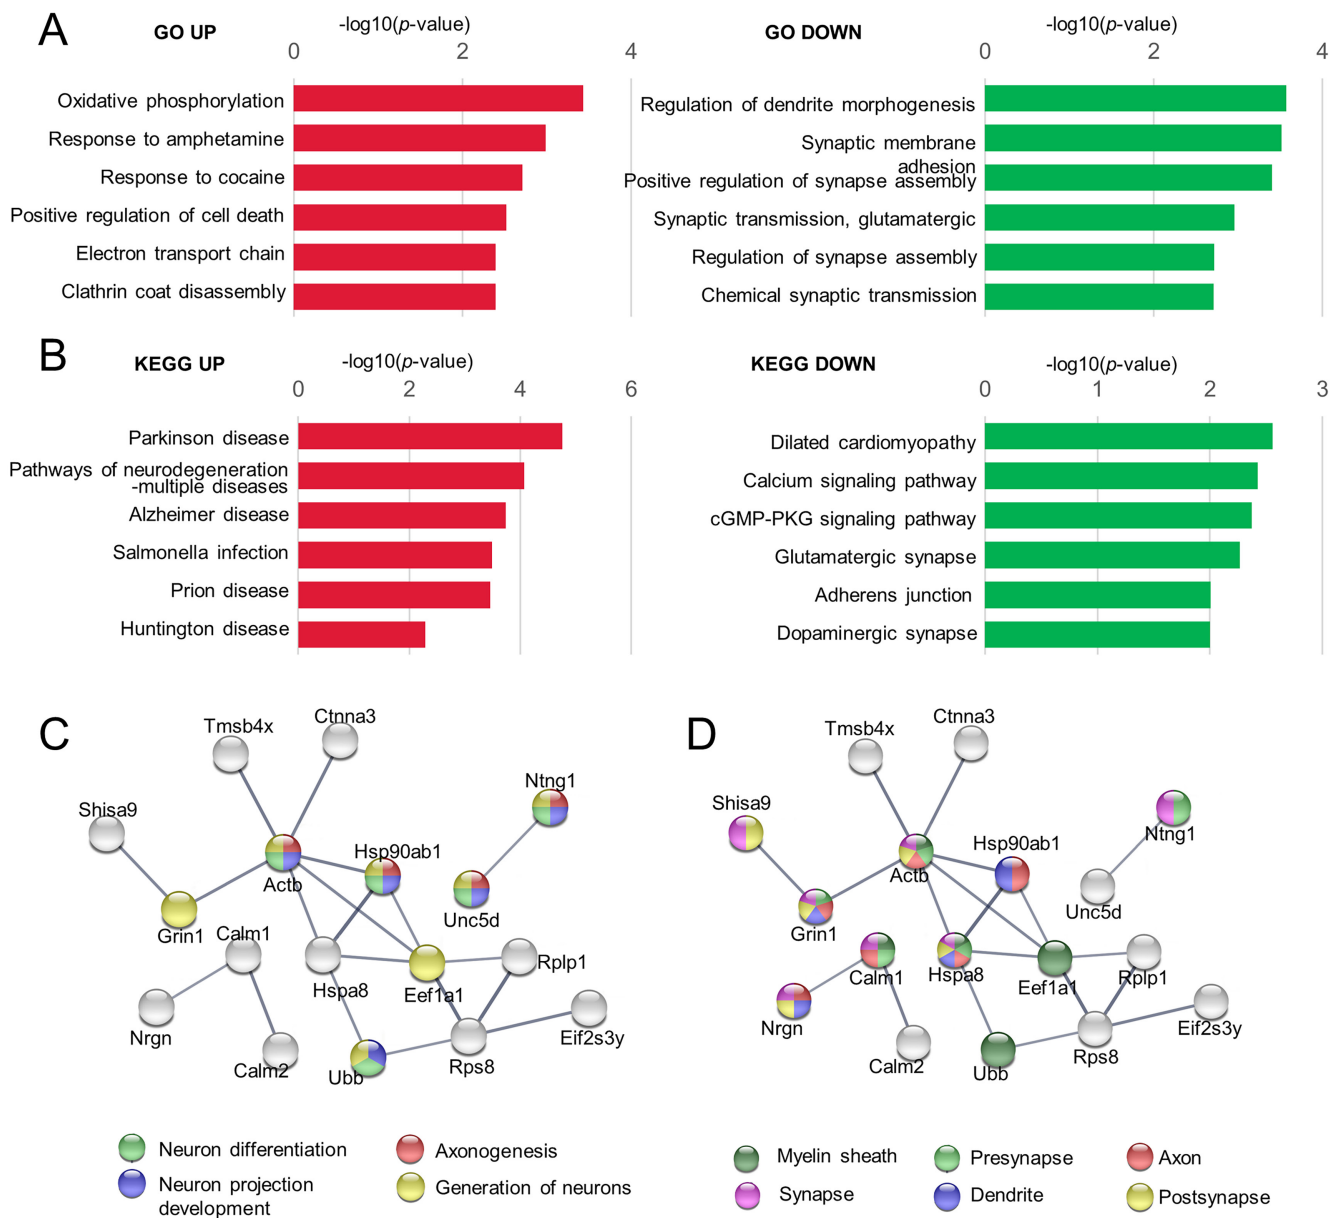 A
GO UP
-log10(p-value)
0 2 4
Oxidative phosphorylation
Response to amphetamine
Response to cocaine
Positive regulation of cell death
Electron transport chain
Clathrin coat disassembly
GO DOWN
-log10(p-value)
0 2 4
Regulation of dendrite morphogenesis
Synaptic membrane
adhesion
Positive regulation of synapse assembly
Synaptic transmission, glutamatergic
Regulation of synapse assembly
Chemical synaptic transmission
B
KEGG UP
-log10(p-value)
0 2 4 6
Parkinson disease
Pathways of neurodegeneration
-multiple diseases
Alzheimer disease
Salmonella infection
Prion disease
Huntington disease
KEGG DOWN
-log10(p-value)
0 1 2 3
Dilated cardiomyopathy
Calcium signaling pathway
cGMP-PKG signaling pathway
Glutamatergic synapse
Adherens junction
Dopaminergic synapse
C
Tmsb4x
Ctnna3
Ntng1
Shisa9
Hsp90ab1
Actb
Unc5d
Grin1
Calm1
Rplp1
Hspa8
Eef1a1
Nrgn
Eif2s3y
Rps8
Calm2
Ubb
Neuron differentiation
Axonogenesis
Neuron projection
development
Generation of neurons
D
Tmsb4x
Ctnna3
Shisa9
Ntng1
Hsp90ab1
Actb
Unc5d
Grin1
Calm1
Hspa8
Rplp1
Eef1a1
Nrgn
Eif2s3y
Rps8
Calm2
Ubb
Myelin sheath
Presynapse
Axon
Synapse
Dendrite
Postsynapse